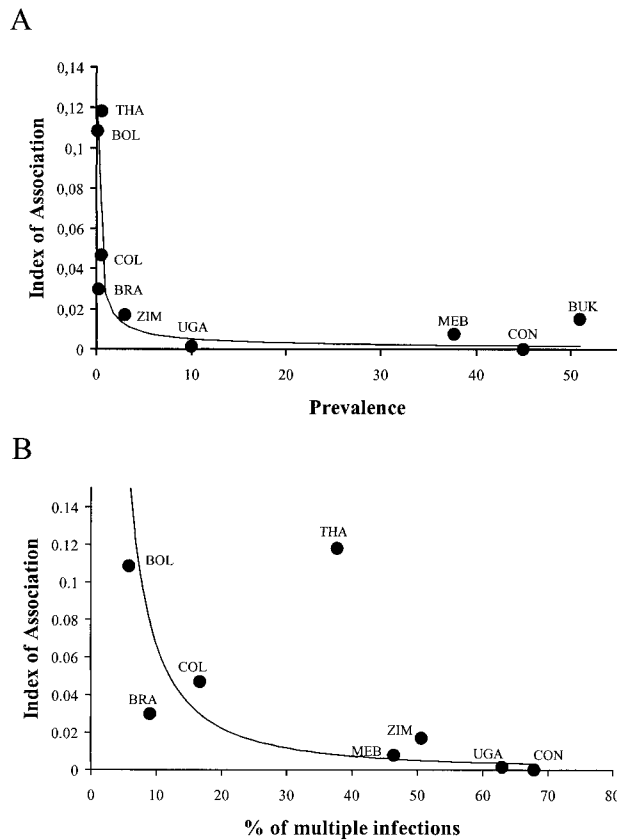 A
Index of Association
0,14
0,12
0,1
0,08
0,06
0,04
0,02
0
THA
BOL
COL
BRA
ZIM
UGA
MEB
CON
BUK
0 10 20 30 40 50
Prevalence
B
Index of Association
0.14
0.12
0.1
0.08
0.06
0.04
0.02
0
BOL
THA
COL
BRA
ZIM
MEB
UGA
CON
0 10 20 30 40 50 60 70 80
% of multiple infections